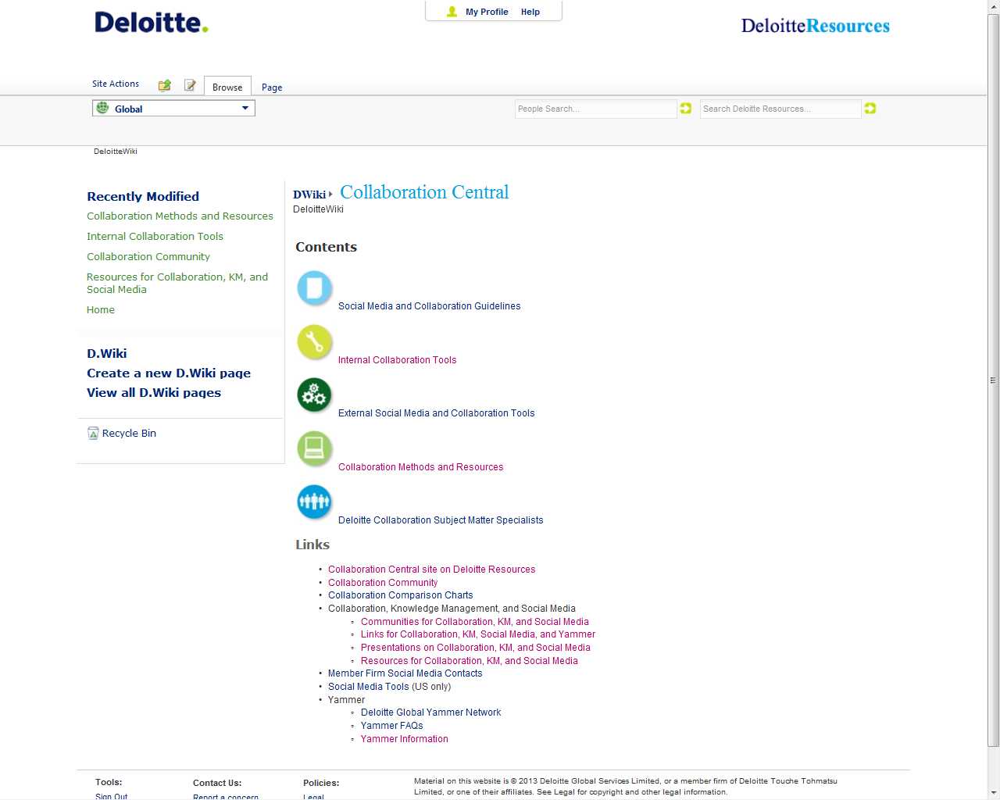 My Profile Help
Deloitte.
DeloitteResources
Site Actions Browse Page
Global
People Search...
Search Deloitte Resources...
DeloitteWiki
Recently Modified
Collaboration Methods and Resources
Internal Collaboration Tools
Collaboration Community
Resources for Collaboration, KM, and
Social Media
Home
D.Wiki
Create a new D.Wiki page
View all D.Wiki pages
Recycle Bin
DWiki Collaboration Central
DeloitteWiki
Contents
Social Media and Collaboration Guidelines
Internal Collaboration Tools
External Social Media and Collaboration Tools
Collaboration Methods and Resources
Deloitte Collaboration Subject Matter Specialists
Links
• Collaboration Central site on Deloitte Resources
• Collaboration Community
• Collaboration Comparison Charts
• Collaboration, Knowledge Management, and Social Media
◦ Communities for Collaboration, KM, and Social Media
◦ Links for Collaboration, KM, Social Media, and Yammer
◦ Presentations on Collaboration, KM, and Social Media
◦ Resources for Collaboration, KM, and Social Media
• Member Firm Social Media Contacts
• Social Media Tools (US only)
• Yammer
◦ Deloitte Global Yammer Network
◦ Yammer FAQs
◦ Yammer Information
Tools:
Sign Out
Contact Us:
Report a concern
Policies:
Legal
Material on this website is © 2013 Deloitte Global Services Limited, or a member firm of Deloitte Touche Tohmatsu
Limited, or one of their affiliates. See Legal for copyright and other legal information.